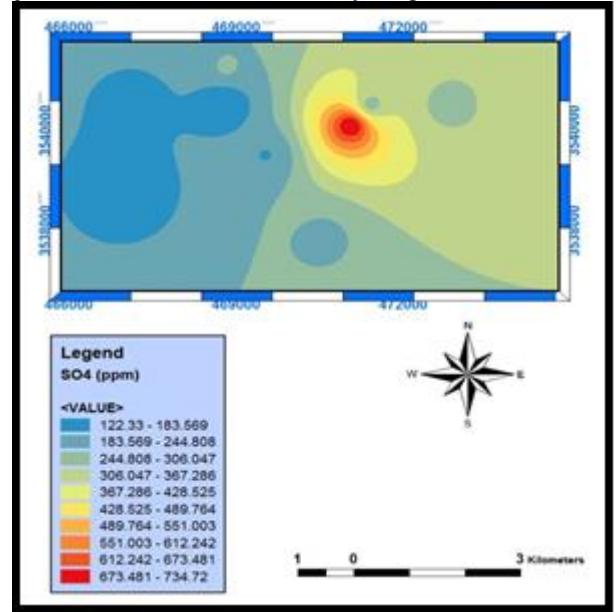 466000 469000 472000
3540000 3540000
3538000 3538000
466000 469000 472000
Legend
SO4 (ppm)
<VALUE>
122.33 - 183.569
183.569 - 244.808
244.808 - 306.047
306.047 - 367.286
367.286 - 428.525
428.525 - 489.764
489.764 - 551.003
551.003 - 612.242
612.242 - 673.481
673.481 - 734.72
N
W E
S
1 0 3 Kilometers